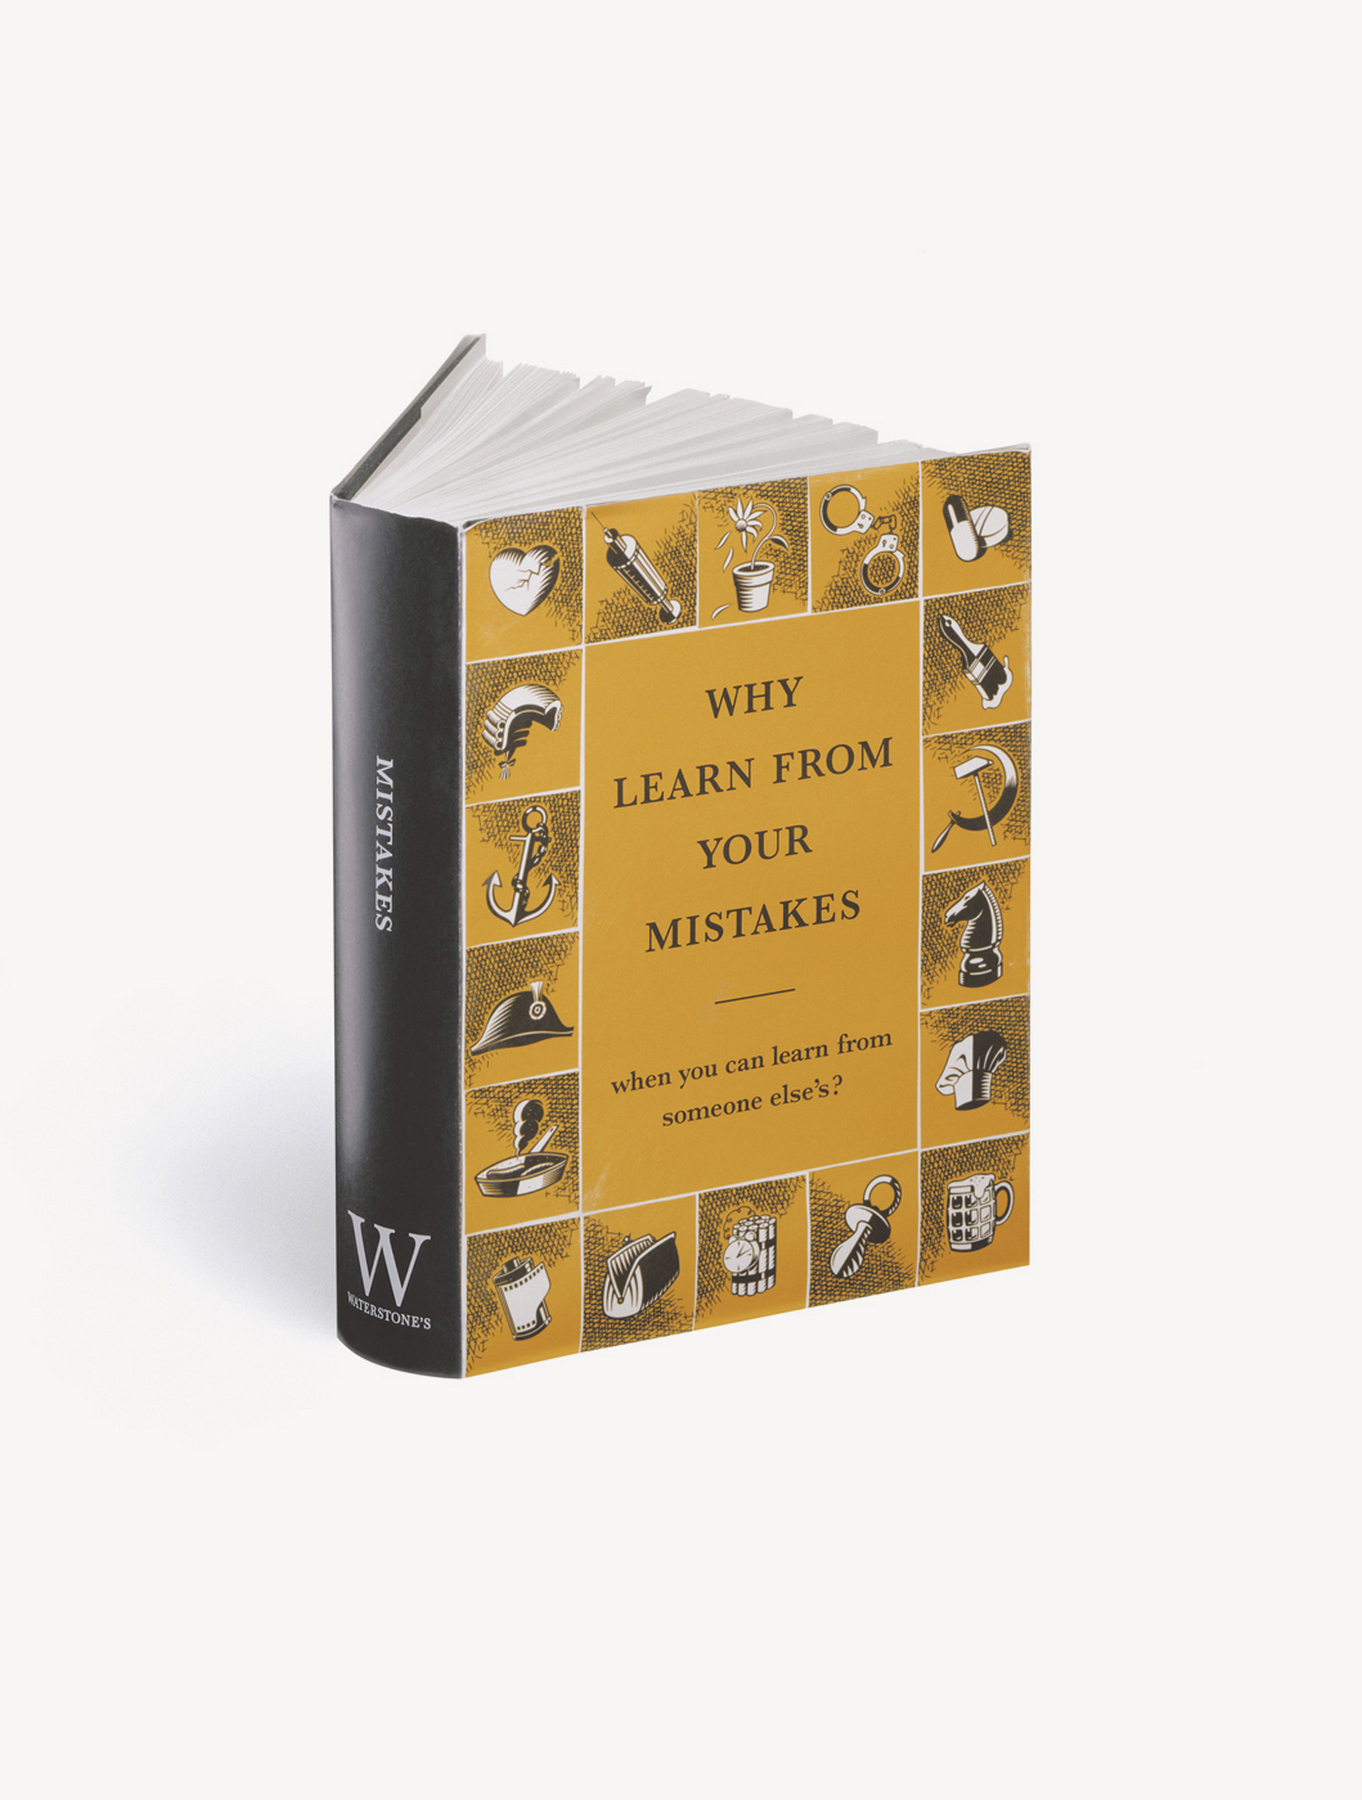 MISTAKES
W
WATERSTONE'S
WHY
LEARN FROM
YOUR
MISTAKES
when you can learn from
someone else's?